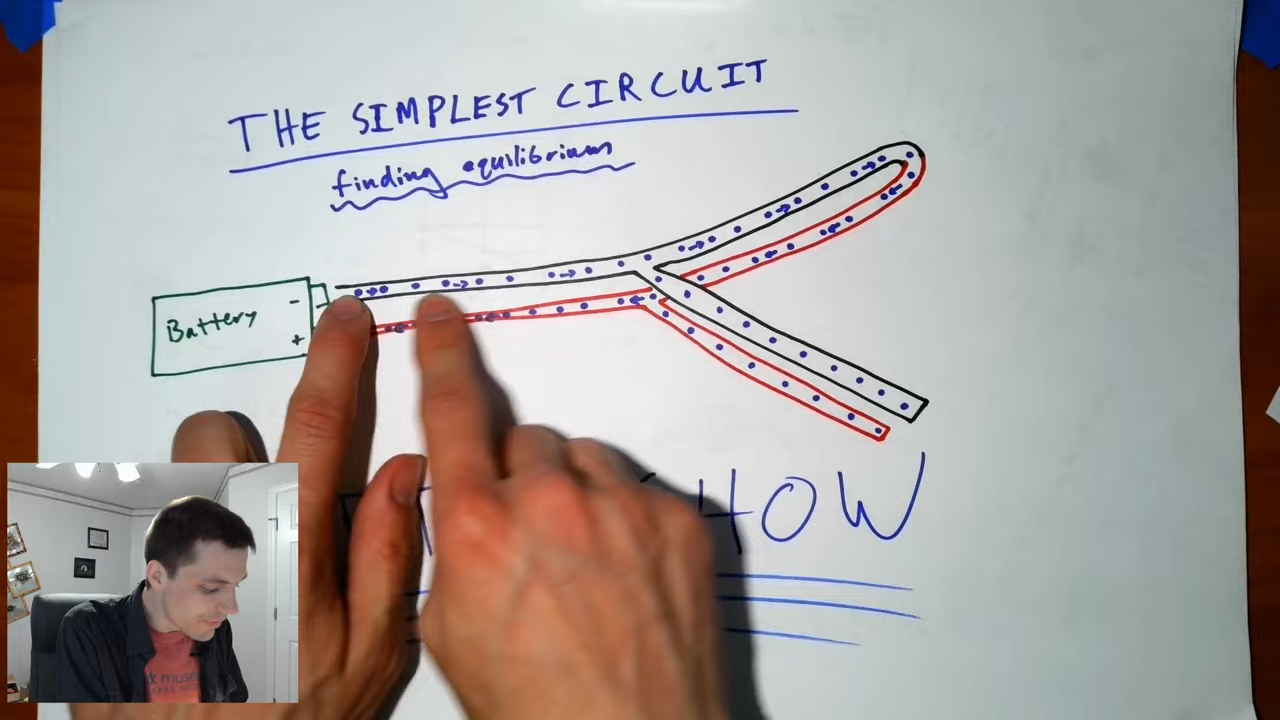 THE SIMPLEST CIRCUIT
finding equilibrium
Battery
-
+
HOW